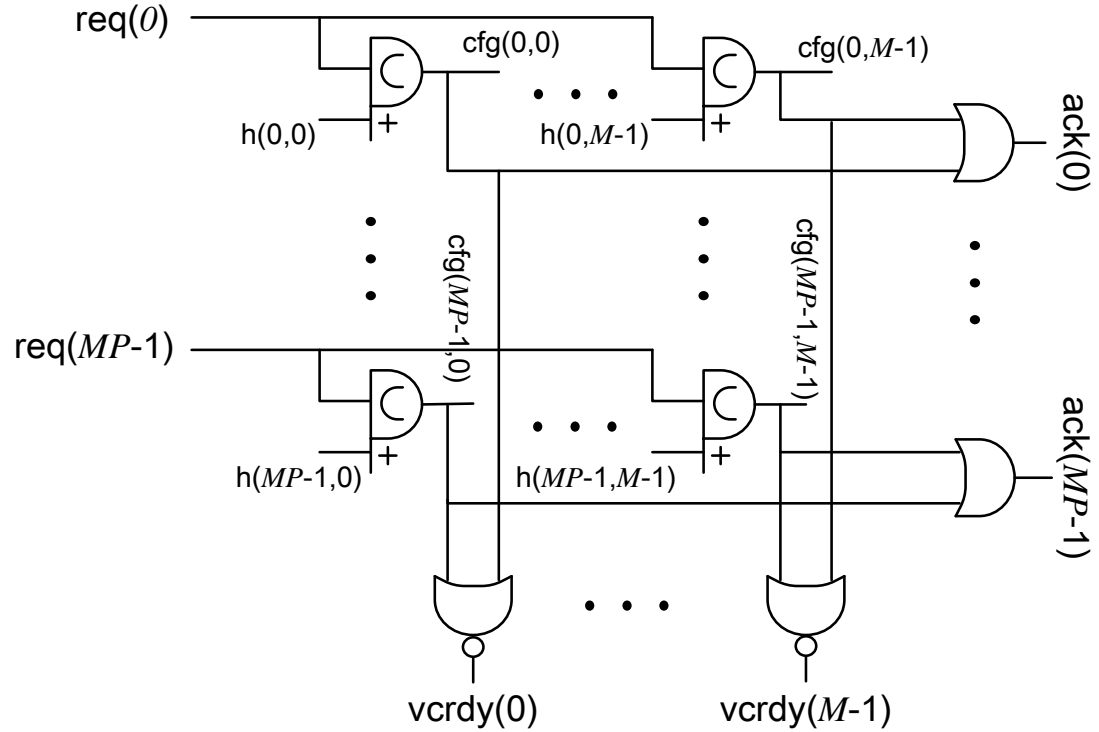 req(0)
cfg(0,0)
cfg(0,M-1)
h(0,0)
+
h(0,M-1)
+
ack(0)
cfg(MP-1,0)
cfg(MP-1,M-1)
req(MP-1)
h(MP-1,0)
+
h(MP-1,M-1)
+
ack(MP-1)
vcrdy(0)
vcrdy(M-1)